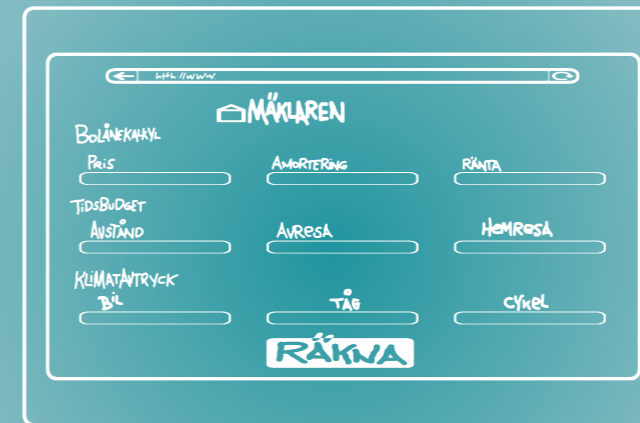 http://www
MÄKLAREN
BOLÅNEKALKYL
PRIS AMORTERING RÄNTA
TIDSBUDGET
AVSTÅND AVRESA HEMRESA
KLIMATAVTRYCK
BIL TÅG CYKEL
RÄKNA